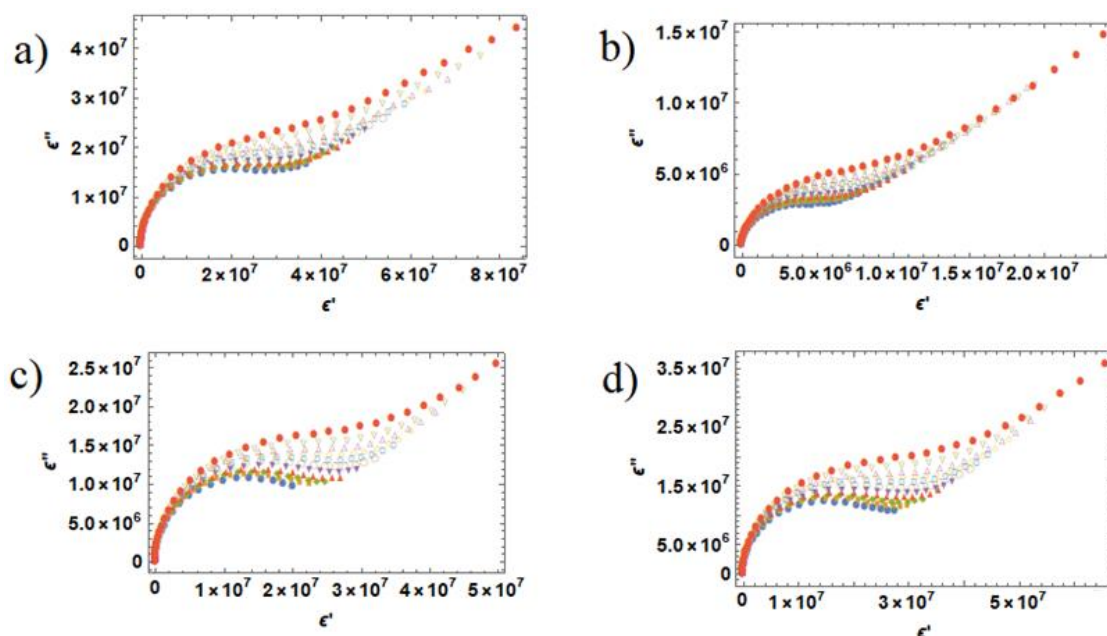 a)
4×10⁷
3×10⁷
2×10⁷
1×10⁷
0
ϵ''
0 2×10⁷ 4×10⁷ 6×10⁷ 8×10⁷
ϵ'
b)
1.5×10⁷
1.0×10⁷
5.0×10⁶
0
ϵ''
0 5.0×10⁶ 1.0×10⁷ 1.5×10⁷ 2.0×10⁷
ϵ'
c)
2.5×10⁷
2.0×10⁷
1.5×10⁷
1.0×10⁷
5.0×10⁶
0
ϵ''
0 1×10⁷ 2×10⁷ 3×10⁷ 4×10⁷ 5×10⁷
ϵ'
d)
3.5×10⁷
2.5×10⁷
1.5×10⁷
5.0×10⁶
0
ϵ''
0 1×10⁷ 3×10⁷ 5×10⁷
ϵ'